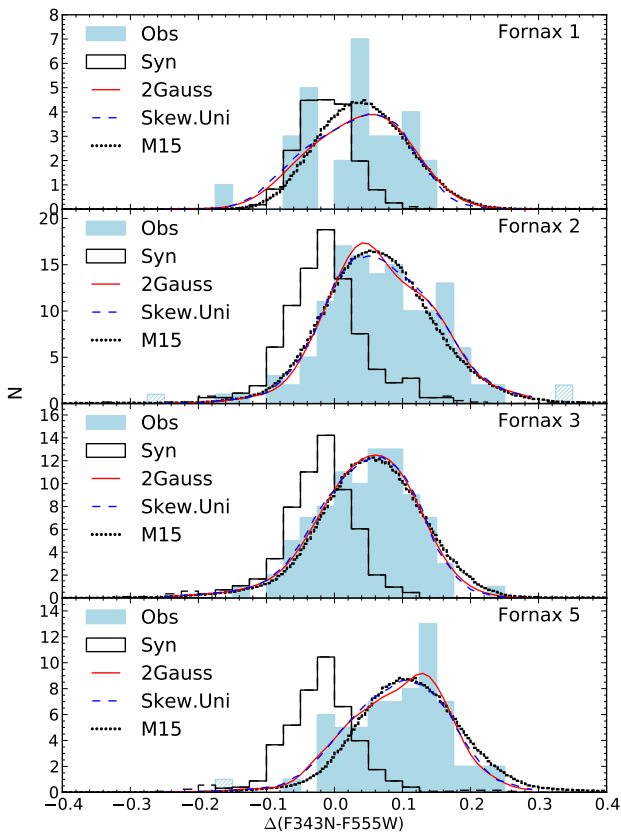 8
7
6
5
4
3
2
1
0
Obs
Syn
2Gauss
Skew.Uni
M15
Fornax 1
20
15
10
5
0
Obs
Syn
2Gauss
Skew.Uni
M15
Fornax 2
N
16
14
12
10
8
6
4
2
0
Obs
Syn
2Gauss
Skew.Uni
M15
Fornax 3
14
12
10
8
6
4
2
0
Obs
Syn
2Gauss
Skew.Uni
M15
Fornax 5
−0.4 −0.3 −0.2 −0.1 0.0 0.1 0.2 0.3 0.4
Δ(F343N-F555W)